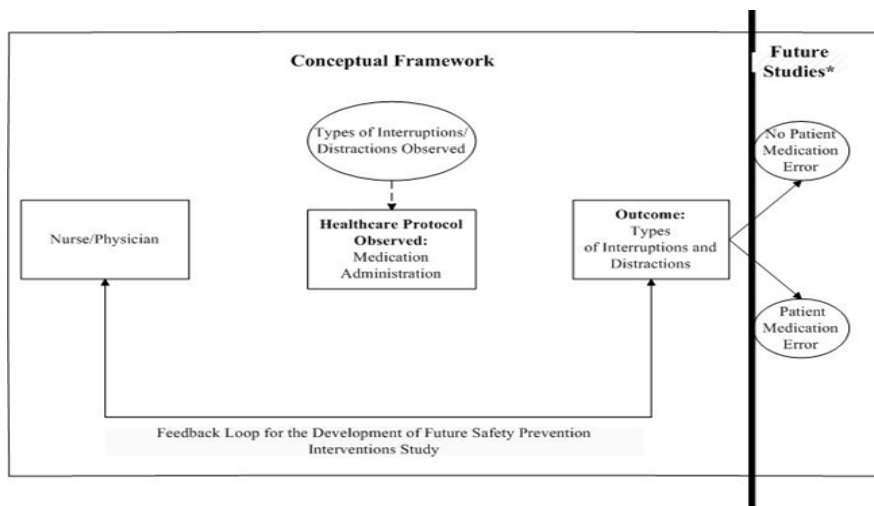 Conceptual Framework
Future
Studies*
Types of Interruptions/
Distractions Observed
No Patient
Medication
Error
Nurse/Physician
Healthcare Protocol
Observed:
Medication
Administration
Outcome:
Types
of Interruptions and
Distractions
Patient
Medication
Error
Feedback Loop for the Development of Future Safety Prevention
Interventions Study